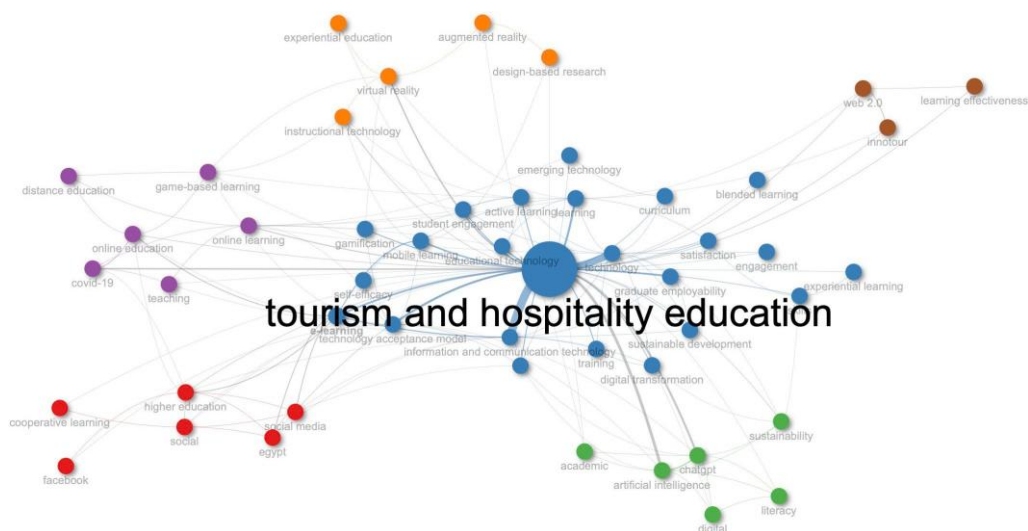 experiential education
augmented reality
design-based research
virtual reality
web 2.0
learning effectiveness
instructional technology
innotour
emerging technology
distance education
game-based learning
blended learning
active learning
learning
curriculum
student engagement
online learning
gamification
online education
mobile learning
educational technology
technology
satisfaction
engagement
covid-19
teaching
self-efficacy
graduate employability
experiential learning
tourism and hospitality education
e-learning
technology acceptance model
information and communication technology
sustainable development
training
digital transformation
higher education
cooperative learning
social media
social
egypt
facebook
sustainability
academic
chatgpt
artificial intelligence
literacy
digital